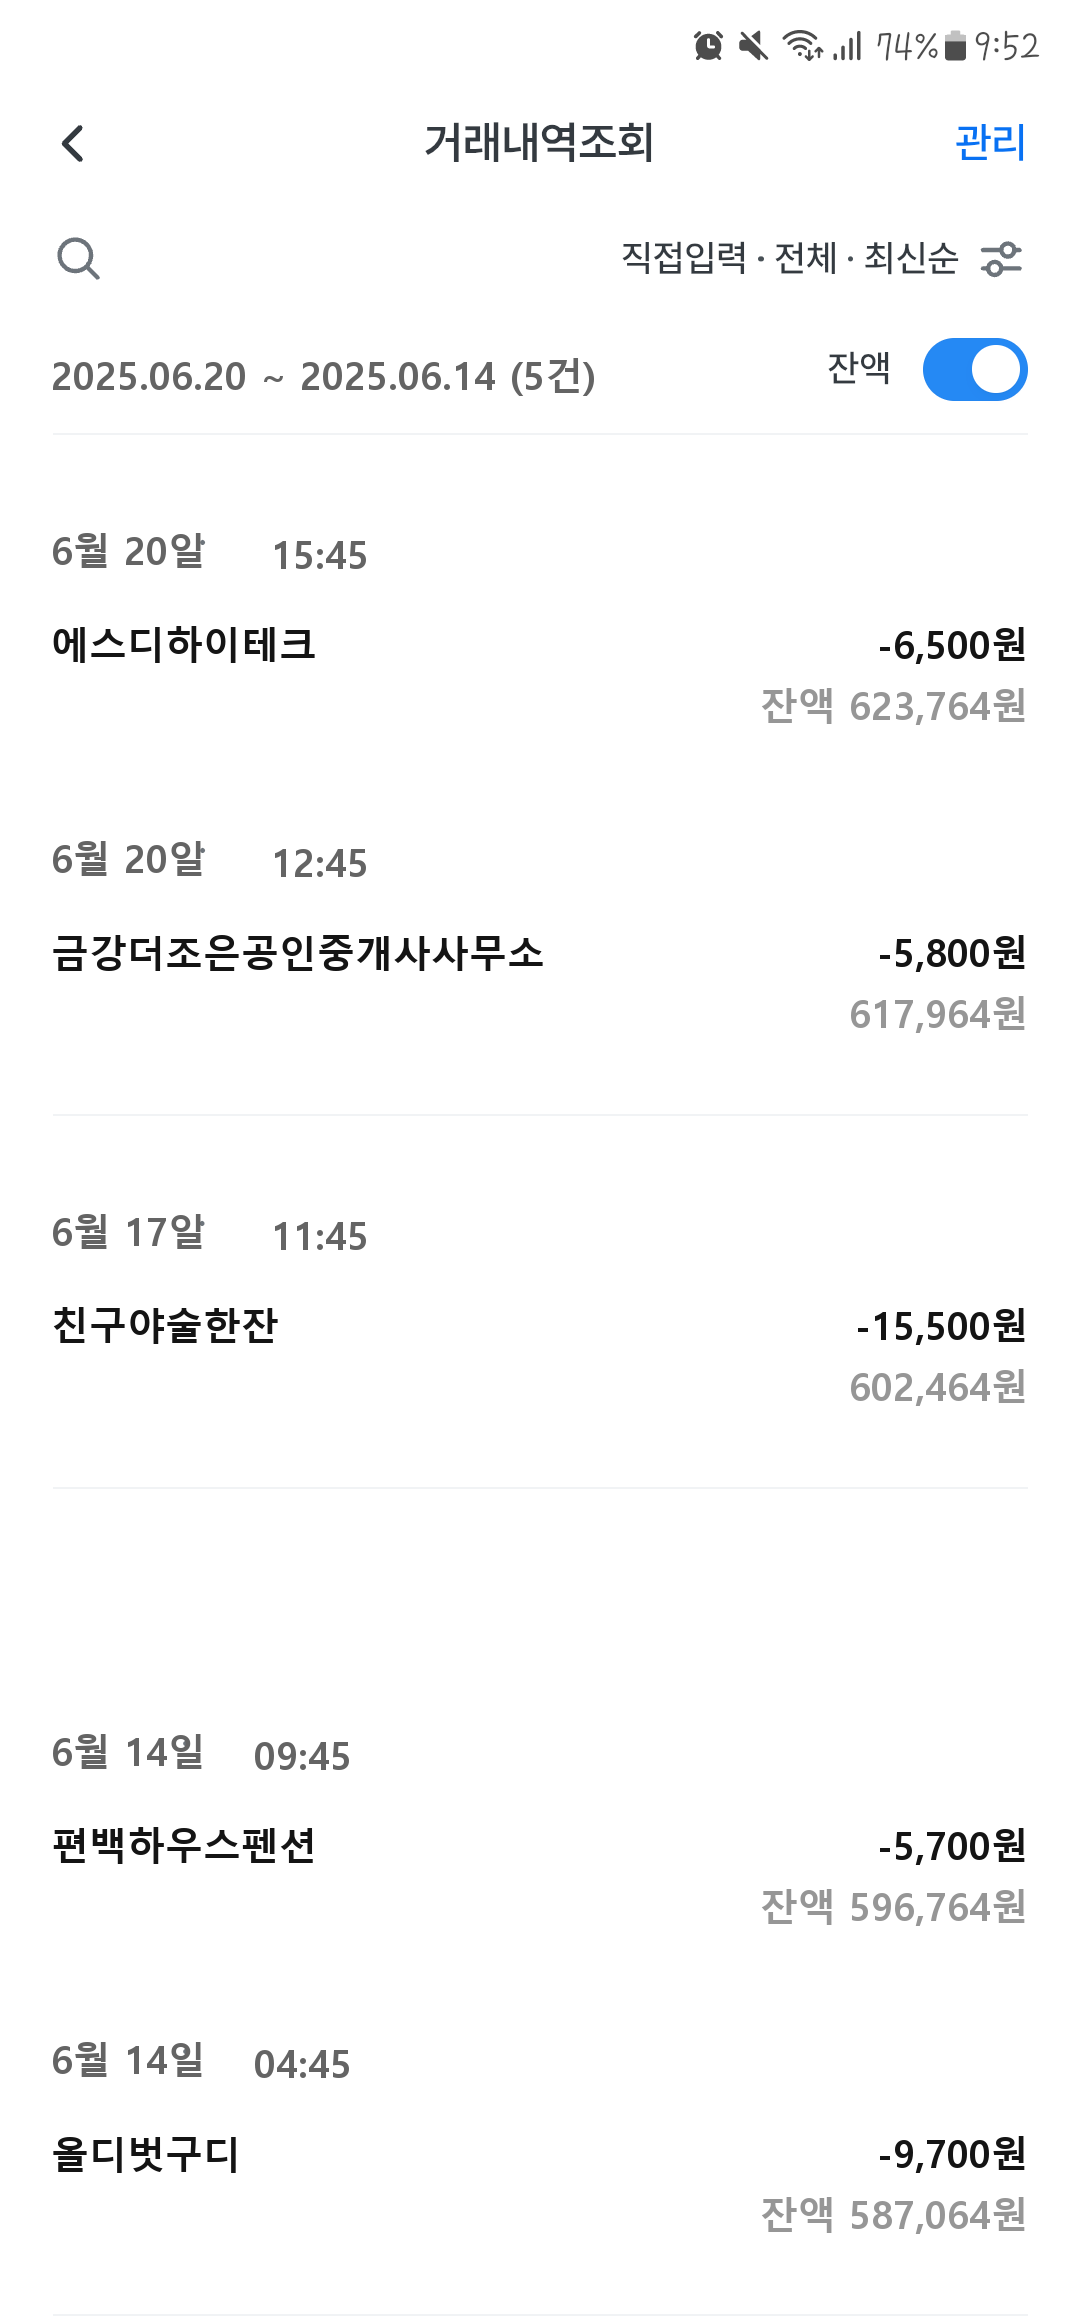 74% 9:52
거래내역조회 관리
직접입력 · 전체 · 최신순
2025.06.20 ~ 2025.06.14 (5건) 잔액
6월 20알 15:45
에스디하이테크 -6,500원
잔액 623,764원
6월 20알 12:45
금강더조은공인중개사사무소 -5,800원
617,964원
6월 17알 11:45
친구야술한잔 -15,500원
602,464원
6월 14일 09:45
편백하우스펜션 -5,700원
잔액 596,764원
6월 14일 04:45
올디벗구디 -9,700원
잔액 587,064원